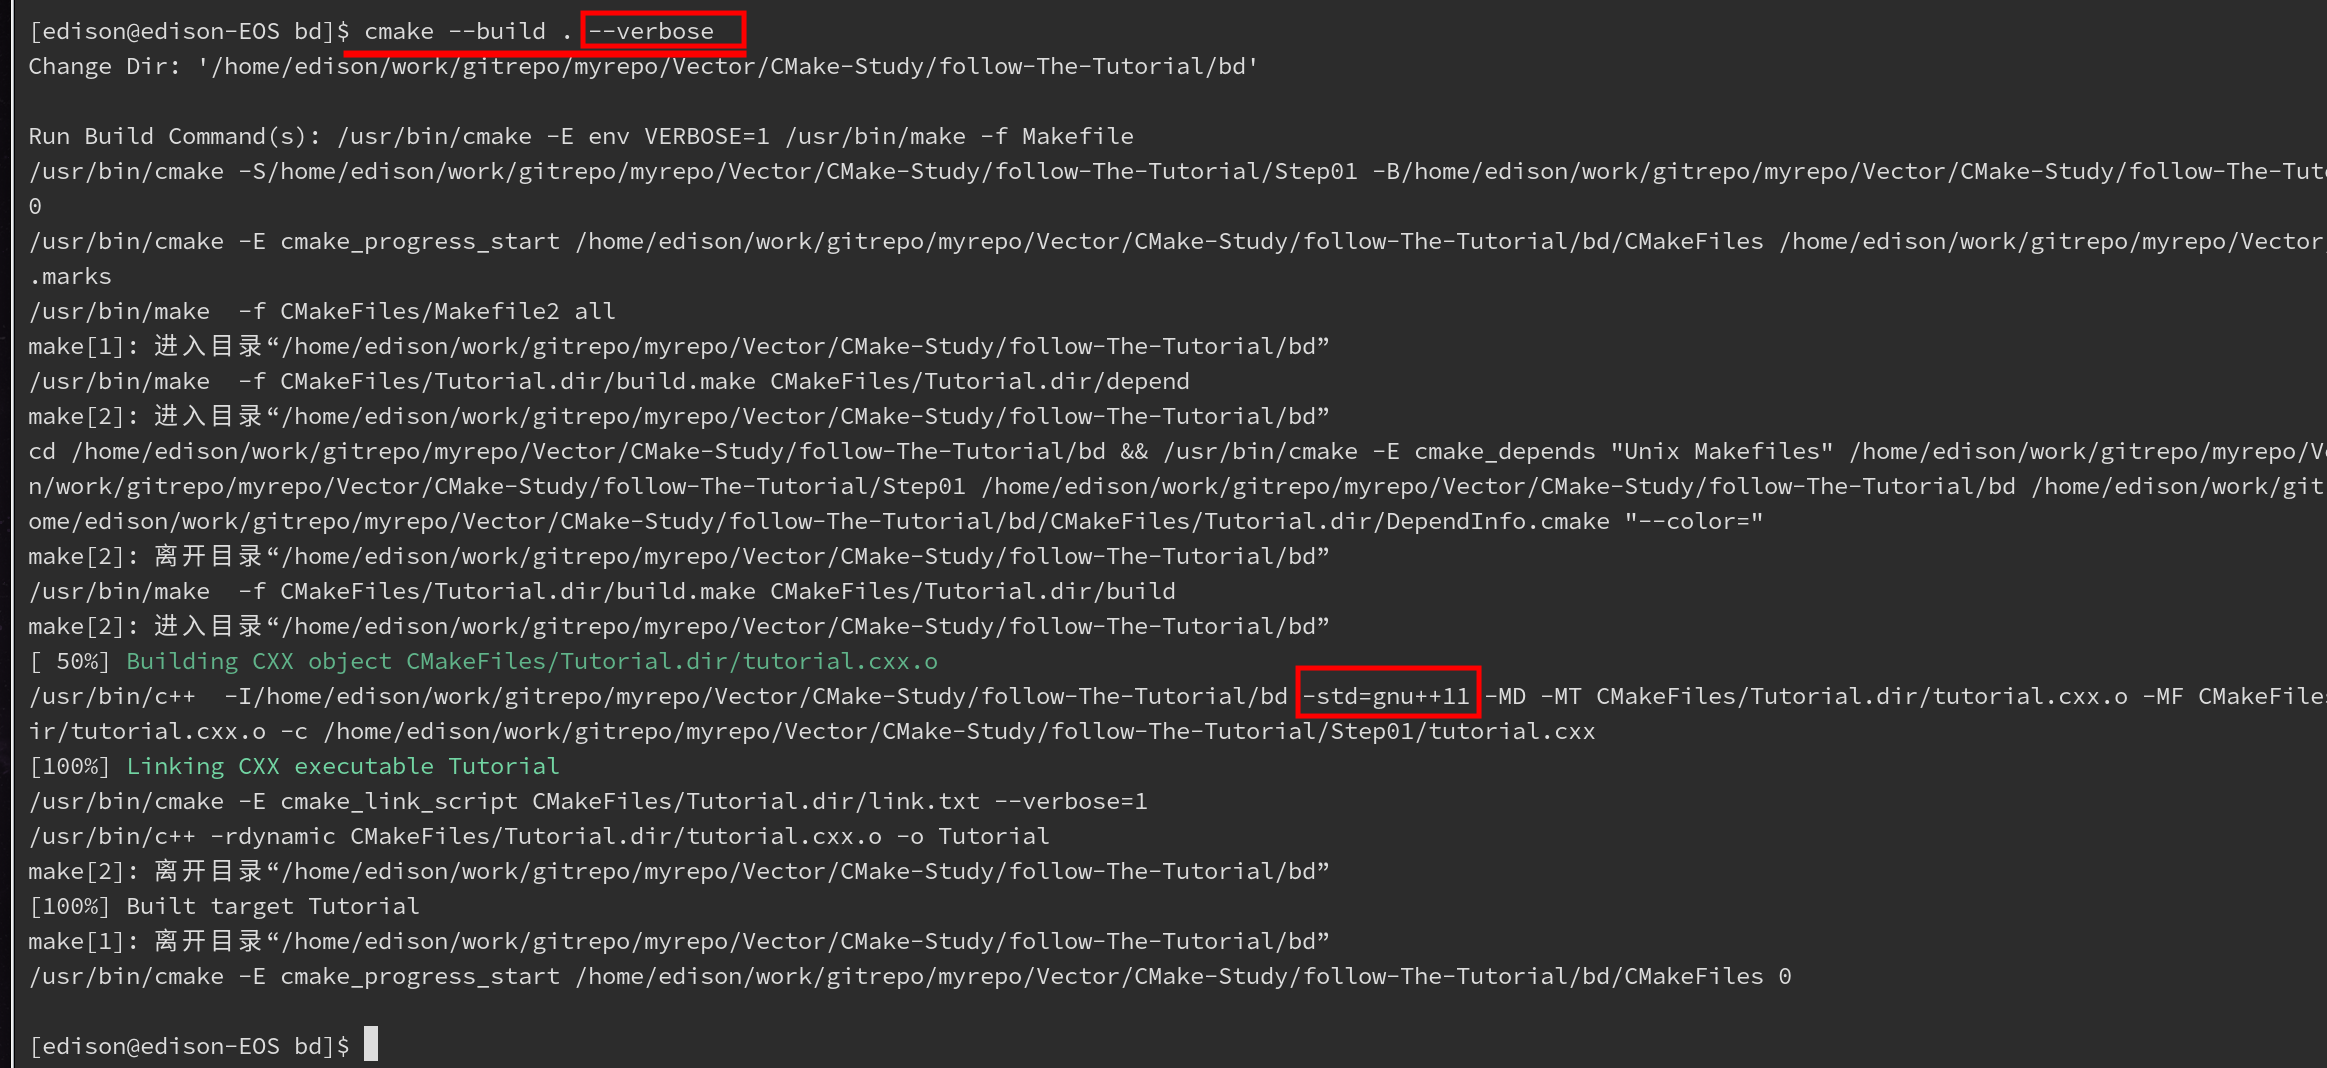 [edison@edison-EOS bd]$ cmake --build . --verbose
Change Dir: '/home/edison/work/gitrepo/myrepo/Vector/CMake-Study/follow-The-Tutorial/bd'
Run Build Command(s): /usr/bin/cmake -E env VERBOSE=1 /usr/bin/make -f Makefile
/usr/bin/cmake -S/home/edison/work/gitrepo/myrepo/Vector/CMake-Study/follow-The-Tutorial/Step01 -B/home/edison/work/gitrepo/myrepo/Vector/CMake-Study/follow-The-Tut
0
/usr/bin/cmake -E cmake_progress_start /home/edison/work/gitrepo/myrepo/Vector/CMake-Study/follow-The-Tutorial/bd/CMakeFiles /home/edison/work/gitrepo/myrepo/Vector
.marks
/usr/bin/make  -f CMakeFiles/Makefile2 all
make[1]: 进入目录“/home/edison/work/gitrepo/myrepo/Vector/CMake-Study/follow-The-Tutorial/bd”
/usr/bin/make  -f CMakeFiles/Tutorial.dir/build.make CMakeFiles/Tutorial.dir/depend
make[2]: 进入目录“/home/edison/work/gitrepo/myrepo/Vector/CMake-Study/follow-The-Tutorial/bd”
cd /home/edison/work/gitrepo/myrepo/Vector/CMake-Study/follow-The-Tutorial/bd && /usr/bin/cmake -E cmake_depends "Unix Makefiles" /home/edison/work/gitrepo/myrepo/V
n/work/gitrepo/myrepo/Vector/CMake-Study/follow-The-Tutorial/Step01 /home/edison/work/gitrepo/myrepo/Vector/CMake-Study/follow-The-Tutorial/bd /home/edison/work/git
ome/edison/work/gitrepo/myrepo/Vector/CMake-Study/follow-The-Tutorial/bd/CMakeFiles/Tutorial.dir/DependInfo.cmake "--color="
make[2]: 离开目录“/home/edison/work/gitrepo/myrepo/Vector/CMake-Study/follow-The-Tutorial/bd”
/usr/bin/make  -f CMakeFiles/Tutorial.dir/build.make CMakeFiles/Tutorial.dir/build
make[2]: 进入目录“/home/edison/work/gitrepo/myrepo/Vector/CMake-Study/follow-The-Tutorial/bd”
[ 50%] Building CXX object CMakeFiles/Tutorial.dir/tutorial.cxx.o
/usr/bin/c++  -I/home/edison/work/gitrepo/myrepo/Vector/CMake-Study/follow-The-Tutorial/bd -std=gnu++11 -MD -MT CMakeFiles/Tutorial.dir/tutorial.cxx.o -MF CMakeFiles
ir/tutorial.cxx.o -c /home/edison/work/gitrepo/myrepo/Vector/CMake-Study/follow-The-Tutorial/Step01/tutorial.cxx
[100%] Linking CXX executable Tutorial
/usr/bin/cmake -E cmake_link_script CMakeFiles/Tutorial.dir/link.txt --verbose=1
/usr/bin/c++ -rdynamic CMakeFiles/Tutorial.dir/tutorial.cxx.o -o Tutorial
make[2]: 离开目录“/home/edison/work/gitrepo/myrepo/Vector/CMake-Study/follow-The-Tutorial/bd”
[100%] Built target Tutorial
make[1]: 离开目录“/home/edison/work/gitrepo/myrepo/Vector/CMake-Study/follow-The-Tutorial/bd”
/usr/bin/cmake -E cmake_progress_start /home/edison/work/gitrepo/myrepo/Vector/CMake-Study/follow-The-Tutorial/bd/CMakeFiles 0
[edison@edison-EOS bd]$